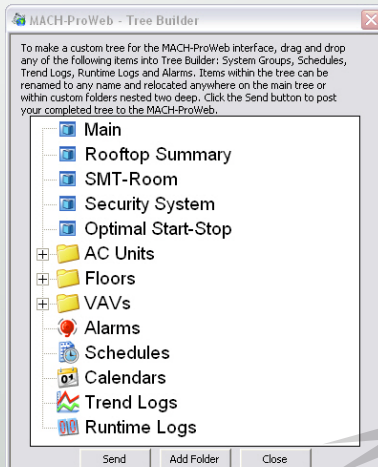 MACH-ProWeb - Tree Builder
To make a custom tree for the MACH-ProWeb interface, drag and drop
any of the following items into Tree Builder: System Groups, Schedules,
Trend Logs, Runtime Logs and Alarms. Items within the tree can be
renamed to any name and relocated anywhere on the main tree or
within custom folders nested two deep. Click the Send button to post
your completed tree to the MACH-ProWeb.
Main
Rooftop Summary
SMT-Room
Security System
Optimal Start-Stop
AC Units
Floors
VAVs
Alarms
Schedules
Calendars
Trend Logs
Runtime Logs
Send Add Folder Close